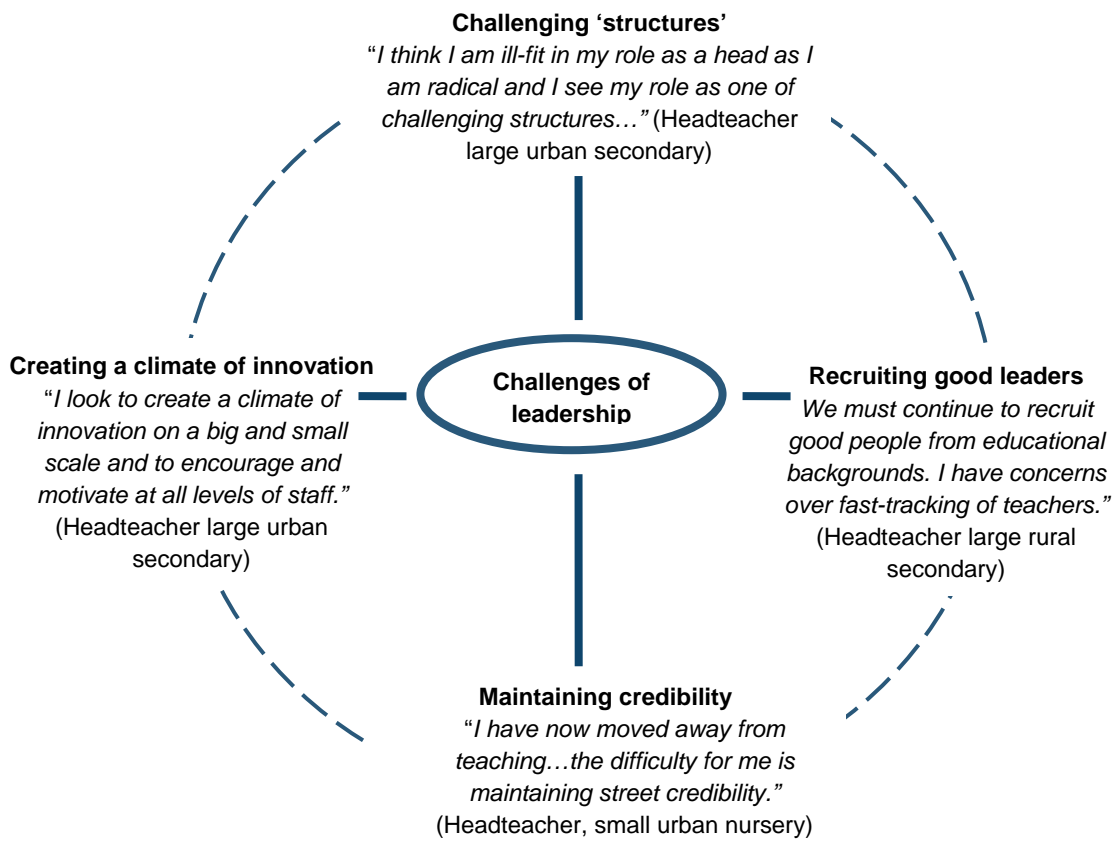 Challenging ‘structures’
“I think I am ill-fit in my role as a head as I
am radical and I see my role as one of
challenging structures…” (Headteacher
large urban secondary)
Creating a climate of innovation
“I look to create a climate of
innovation on a big and small
scale and to encourage and
motivate at all levels of staff.”
(Headteacher large urban
secondary)
Challenges of
leadership
Recruiting good leaders
We must continue to recruit
good people from educational
backgrounds. I have concerns
over fast-tracking of teachers.”
(Headteacher large rural
secondary)
Maintaining credibility
“I have now moved away from
teaching…the difficulty for me is
maintaining street credibility.”
(Headteacher, small urban nursery)